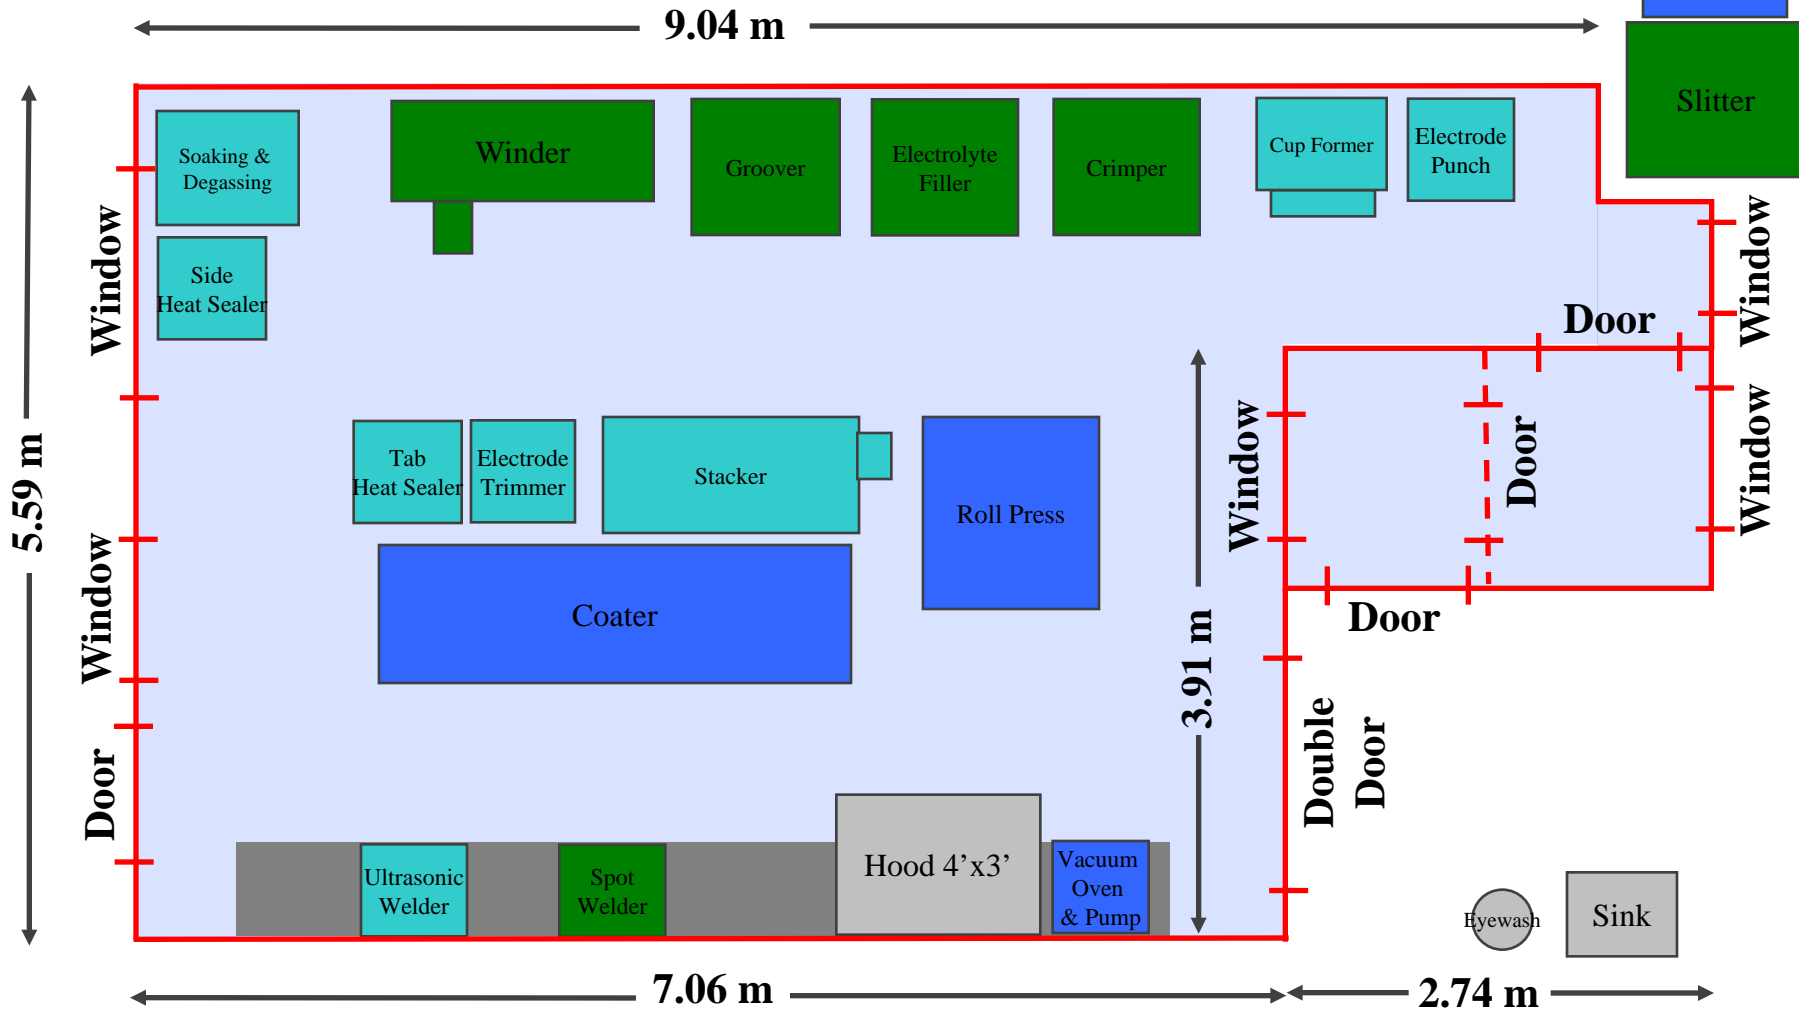 9.04 m
Slitter
Soaking &
Degassing
Winder
Groover
Electrolyte
Filler
Crimper
Cup Former
Electrode
Punch
Window
Side
Heat Sealer
Window
Door
5.59 m
Tab
Heat Sealer
Electrode
Trimmer
Stacker
Roll Press
Window
Door
Window
Window
Coater
3.91 m
Door
Door
Double
Door
Ultrasonic
Welder
Spot
Welder
Hood 4’x3’
Vacuum
Oven
& Pump
Eyewash
Sink
7.06 m
2.74 m